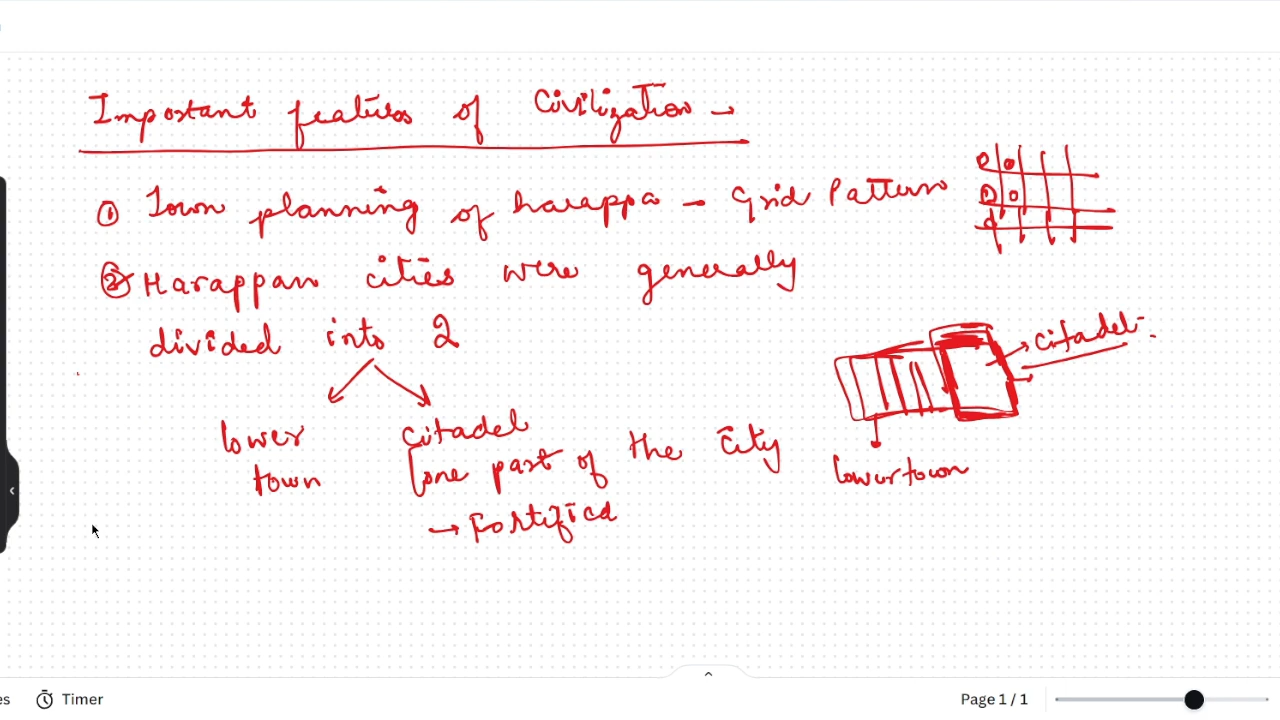 Important features of Civilization →
① Town planning of harappa - Grid Pattern
② Harappan cities were generally
divided into 2
citadel
lower town
citadel
[one part of the city
→ Fortified
lowertown
es Timer
Page 1 / 1